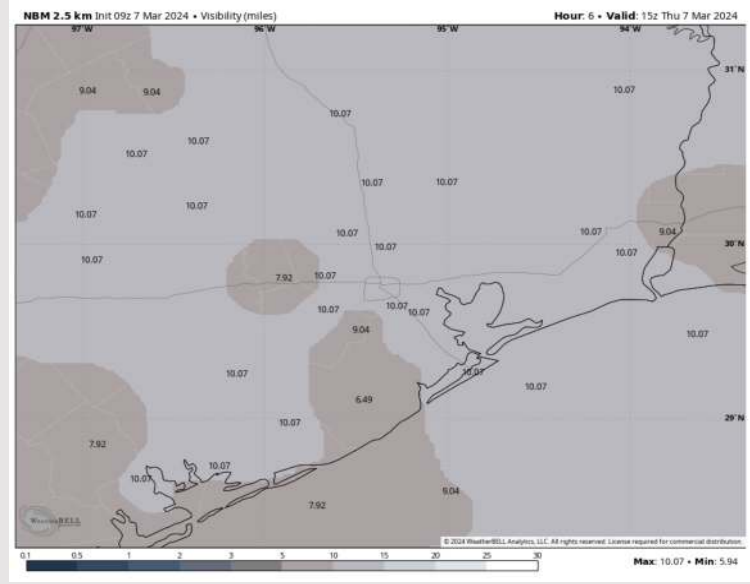 NBM 2.5 km Init 09z 7 Mar 2024 • Visibility (miles) Hour: 6 • Valid: 15z Thu 7 Mar 2024
97°W 96°W 95°W 94°W
31°N
9.04 9.04 10.07
10.07
10.07
10.07
10.07 10.07
10.07
10.07
10.07 10.07 9.04
10.07 10.07
30°N
10.07
7.92 10.07
10.07 10.07 10.07
9.04 10.07
10.07 10.07
10.07
6.49
10.07 29°N
7.92
10.07
10.07
9.04
7.92
WeatherBELL
© 2024 WeatherBELL Analytics, LLC. All rights reserved. License required for commercial distribution.
0.1 0.5 1 2 3 5 10 15 20 25 30
Max: 10.07 • Min: 5.94